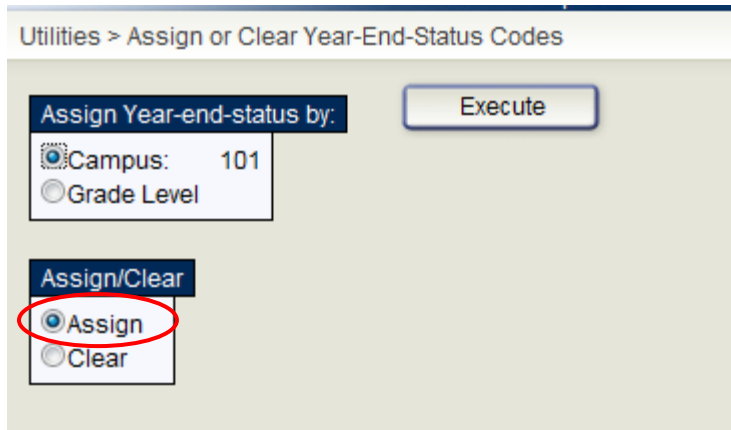 Utilities > Assign or Clear Year-End-Status Codes
Assign Year-end-status by:
Execute
Campus: 101
Grade Level
Assign/Clear
Assign
Clear